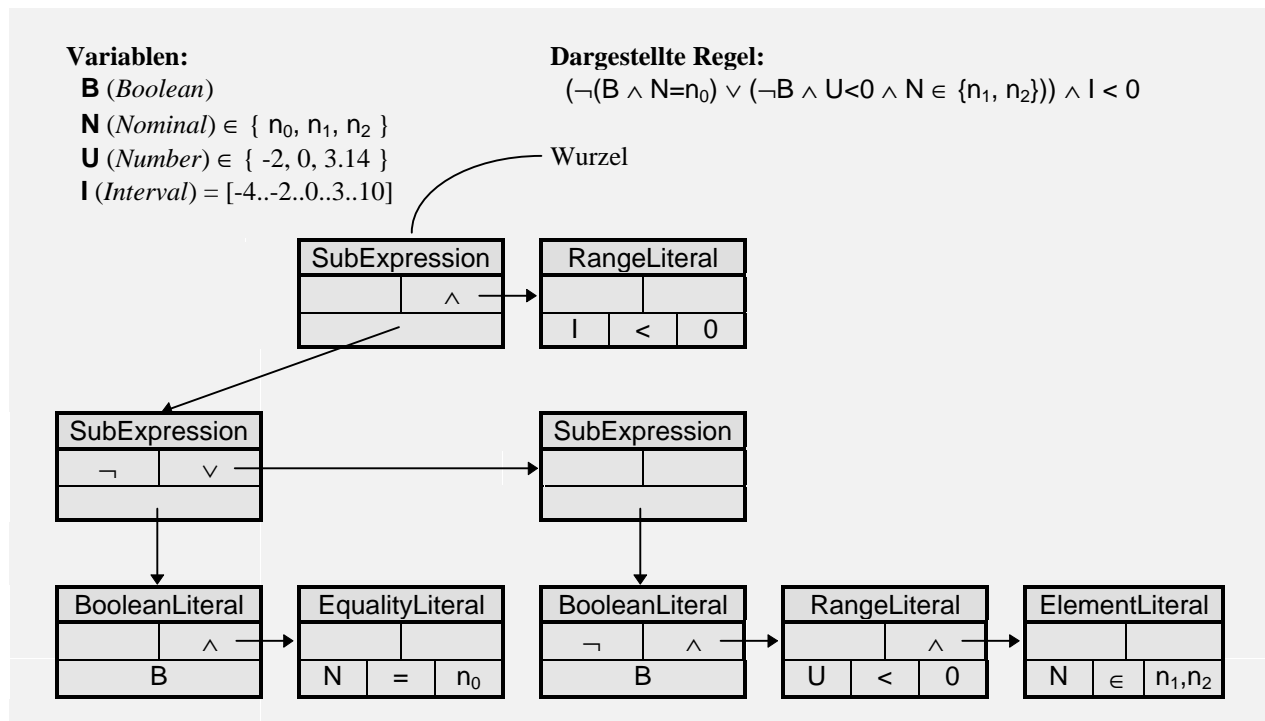 Variablen:
B (Boolean)
N (Nominal) ∈ { n₀, n₁, n₂ }
U (Number) ∈ { -2, 0, 3.14 }
I (Interval) = [-4..-2..0..3..10]
Dargestellte Regel:
(¬(B ∧ N=n₀) ∨ (¬B ∧ U<0 ∧ N ∈ {n₁, n₂})) ∧ I < 0
Wurzel
SubExpression
∧
RangeLiteral
I < 0
SubExpression
¬ ∨
SubExpression
BooleanLiteral
∧
B
EqualityLiteral
N = n₀
BooleanLiteral
¬ ∧
B
RangeLiteral
∧
U < 0
ElementLiteral
N ∈ n₁,n₂